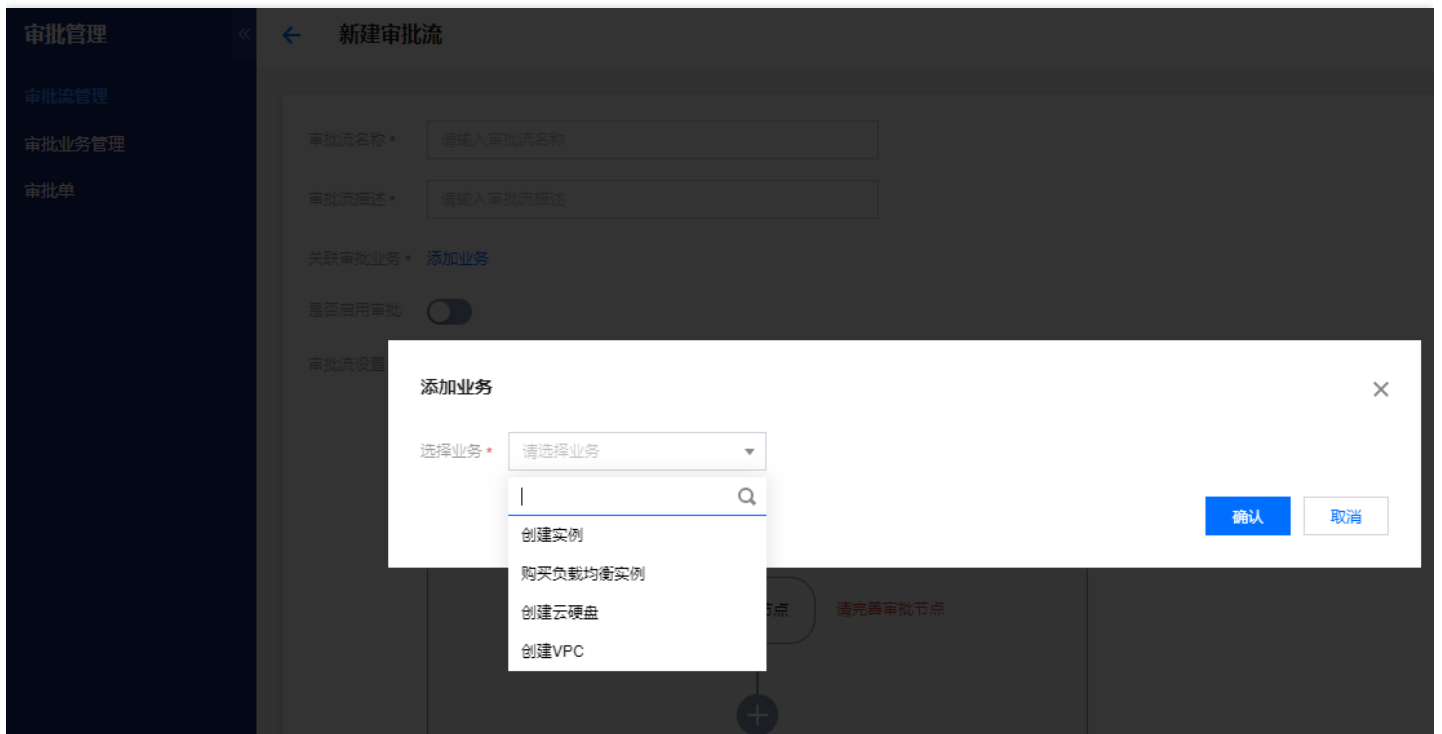 审批管理
新建审批流
审批流管理
审批业务管理
审批单
审批流名称 *
请输入审批流名称
审批流描述 *
请输入审批流描述
关联审批业务 * 添加业务
是否启用审批
审批流设置
添加业务
选择业务 *
请选择业务
创建实例
购买负载均衡实例
创建云硬盘
创建VPC
确认
取消
节点
请完善审批节点